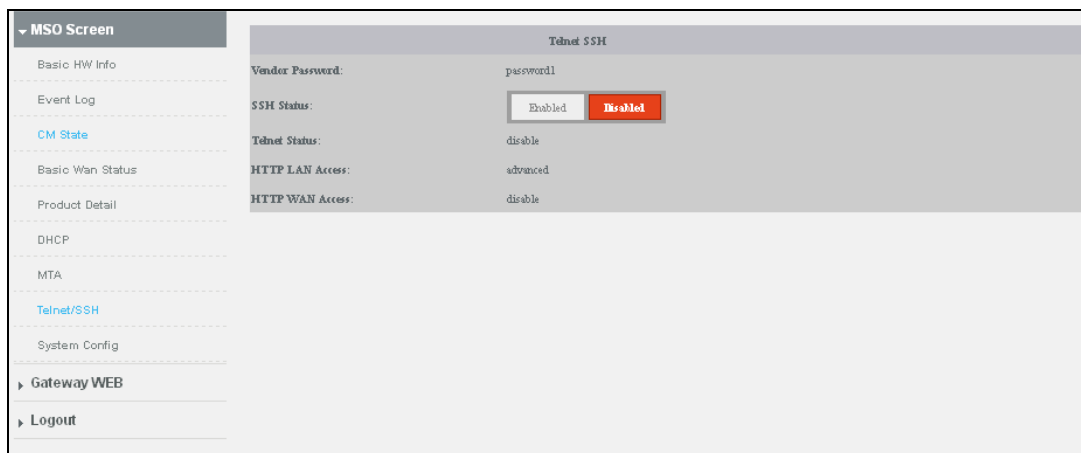 MSO Screen
Basic HW Info
Event Log
CM State
Basic Wan Status
Product Detail
DHCP
MTA
Telnet/SSH
System Config
Gateway WEB
Logout
Telnet SSH
Vendor Password: password1
SSH Status: Enabled Disabled
Telnet Status: disable
HTTP LAN Access: advanced
HTTP WAN Access: disable